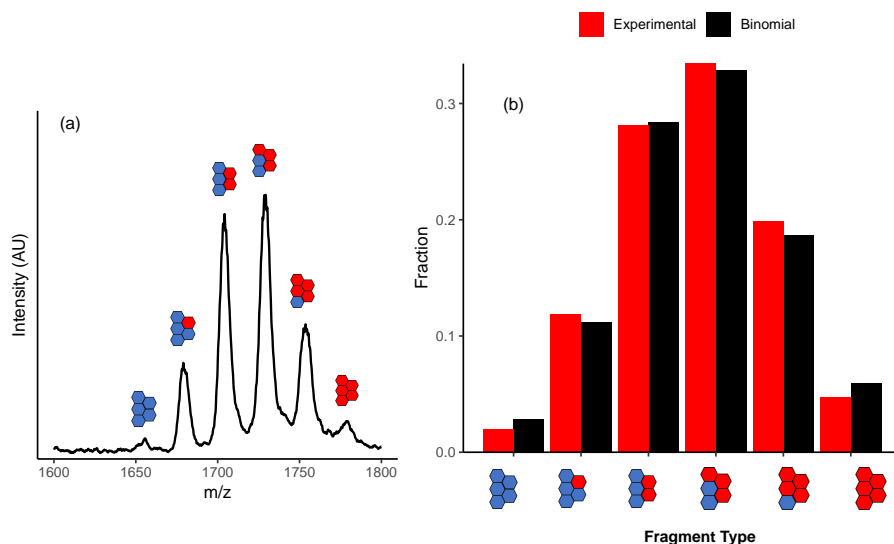 Experimental Binomial
(a)
Intensity (AU)
1600 1650 1700 1750 1800
m/z
(b)
Fraction
0.3
0.2
0.1
0.0
Fragment Type